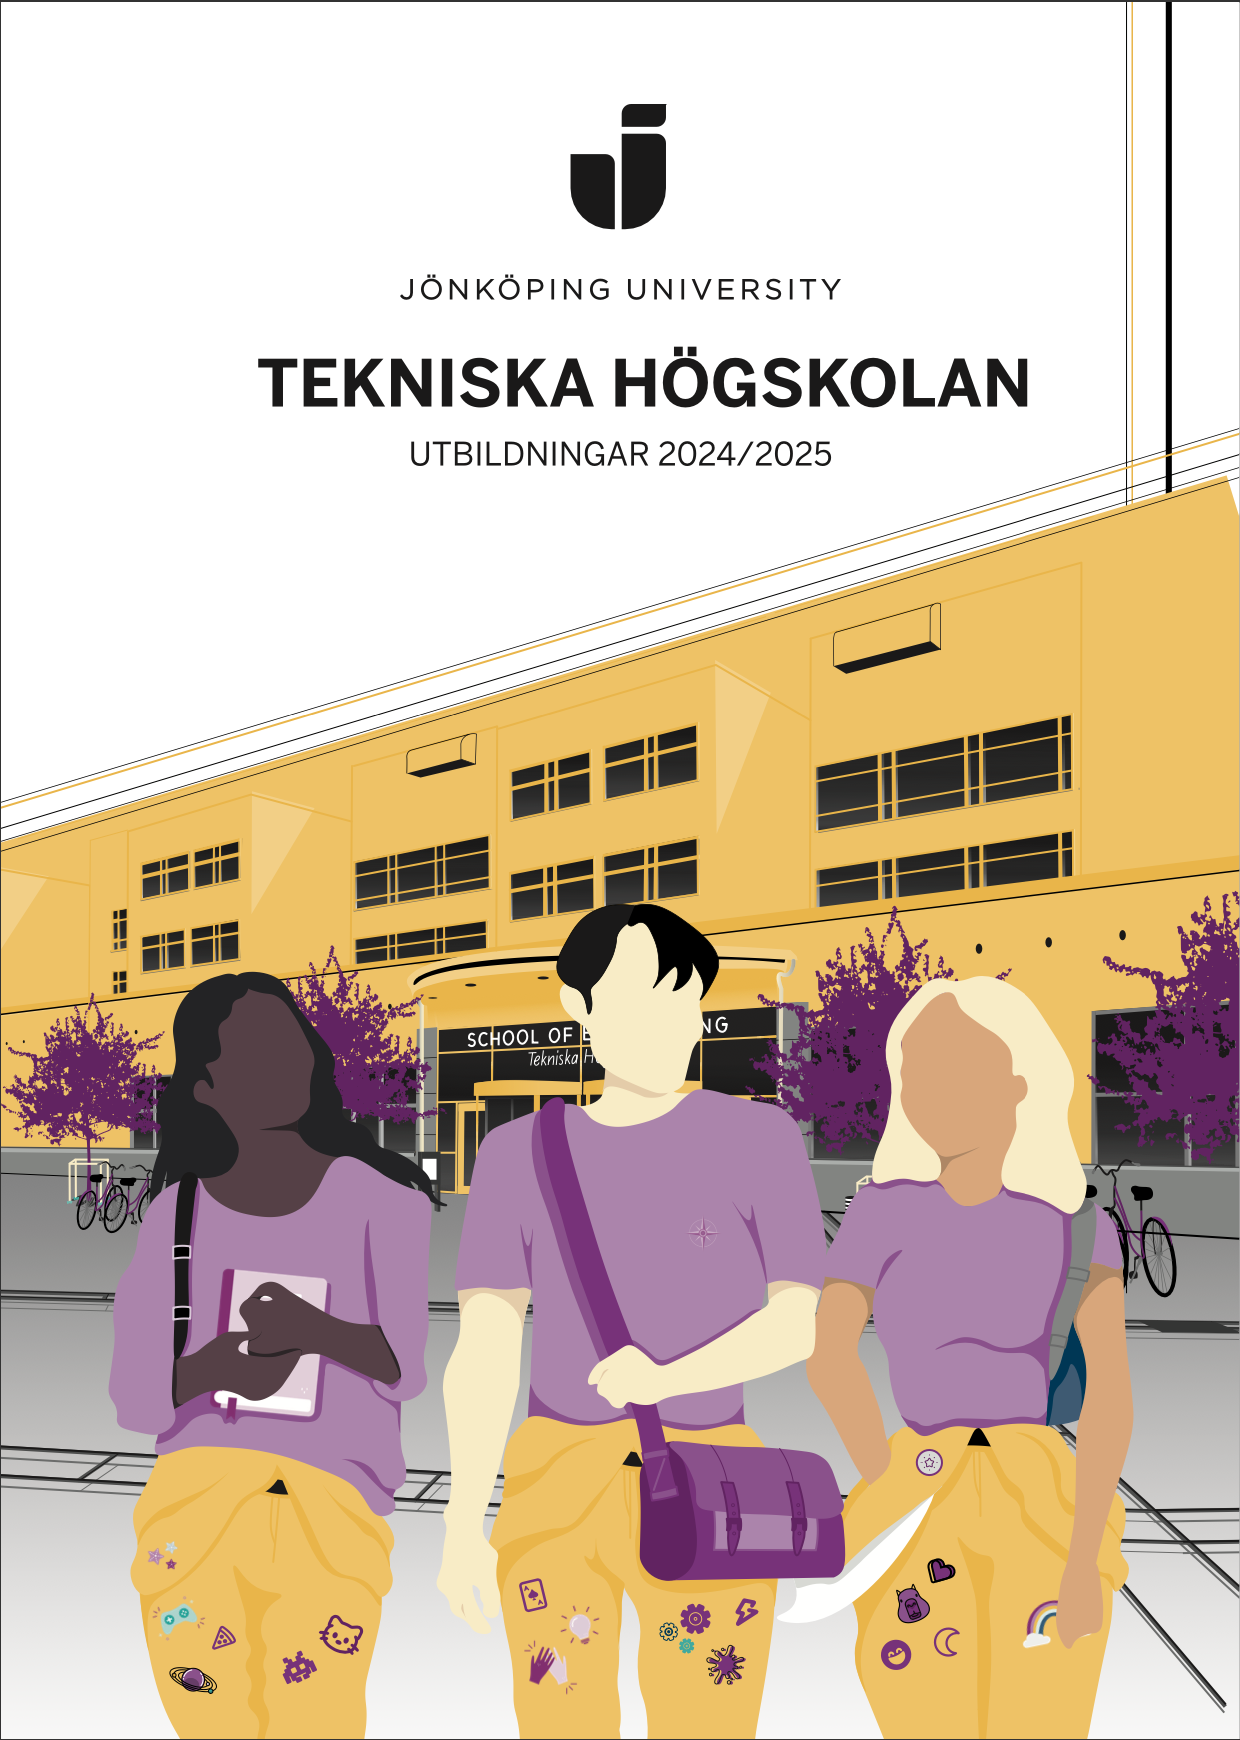 JÖNKÖPING UNIVERSITY
TEKNISKA HÖGSKOLAN
UTBILDNINGAR 2024/2025
SCHOOL OF E NG
Tekniska H